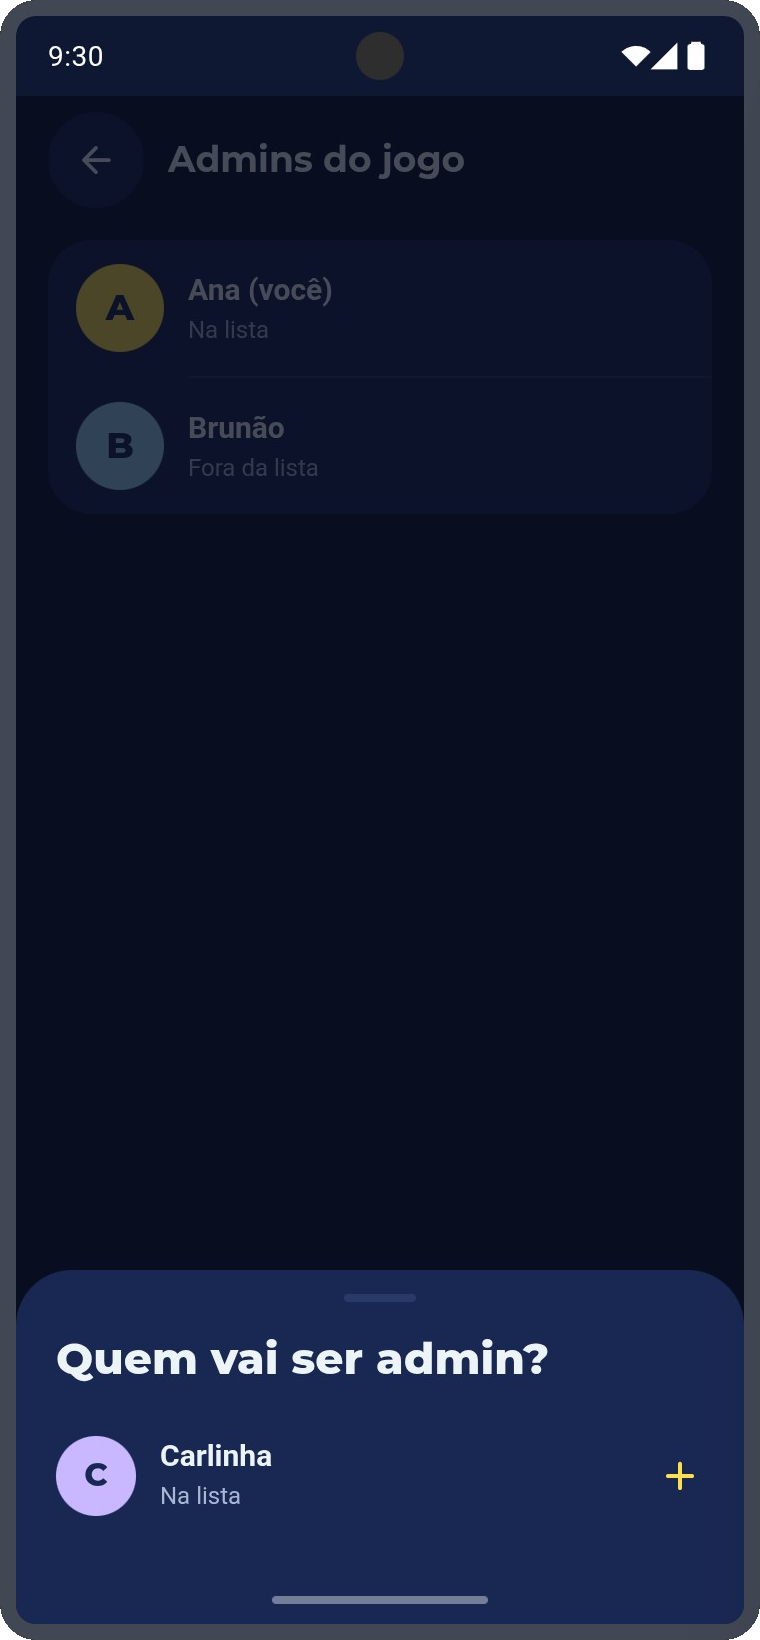 9:30
Admins do jogo
A
Ana (você)
Na lista
B
Brunão
Fora da lista
Quem vai ser admin?
C
Carlinha
Na lista